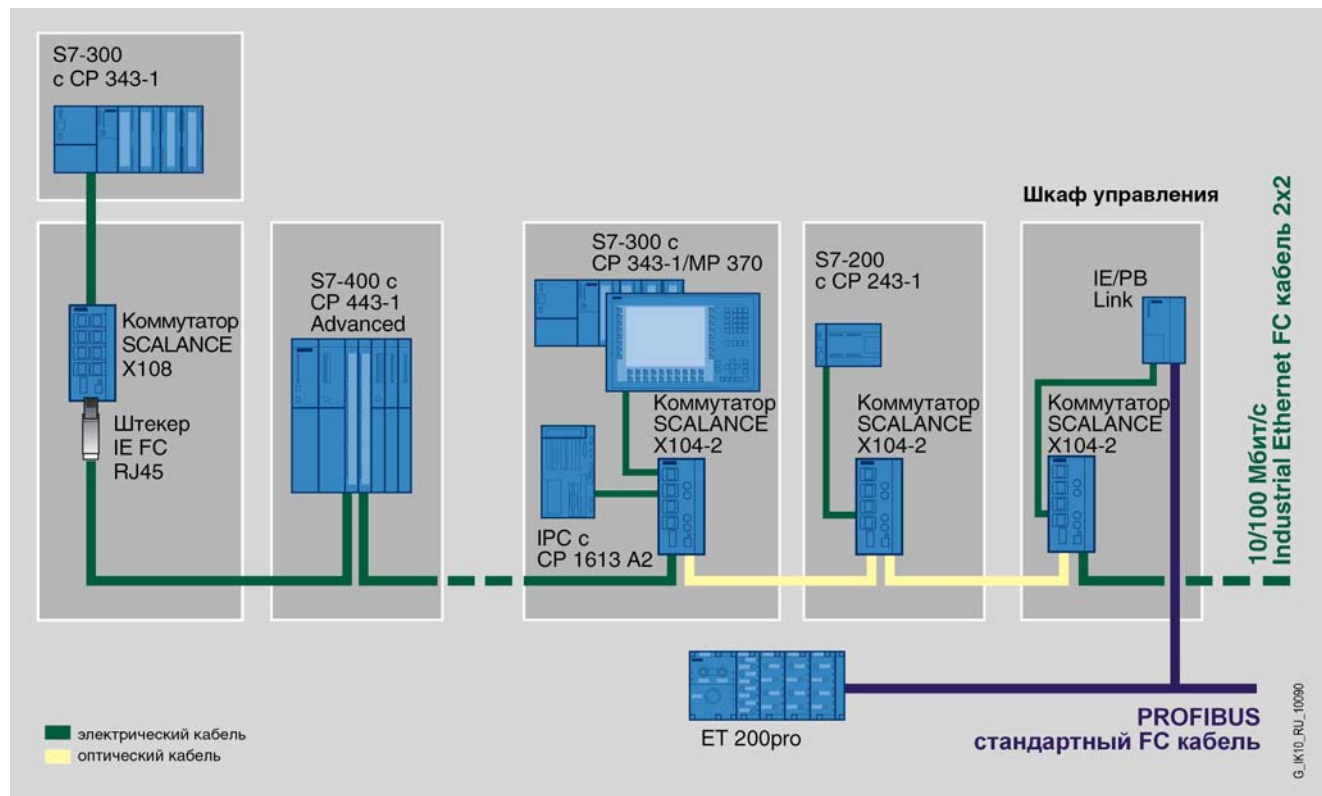 S7-300
с CP 343-1
Шкаф управления
S7-300 с
CP 343-1/MP 370
S7-200
с CP 243-1
IE/PB
Link
S7-400 с
CP 443-1
Advanced
Коммутатор
SCALANCE
X108
Штекер
IE FC
RJ45
Коммутатор
SCALANCE
X104-2
Коммутатор
SCALANCE
X104-2
Коммутатор
SCALANCE
X104-2
IPC с
CP 1613 A2
10/100 Мбит/с
Industrial Ethernet FC кабель 2x2
ET 200pro
PROFIBUS
стандартный FC кабель
электрический кабель
оптический кабель
G_IK10_RU_10090